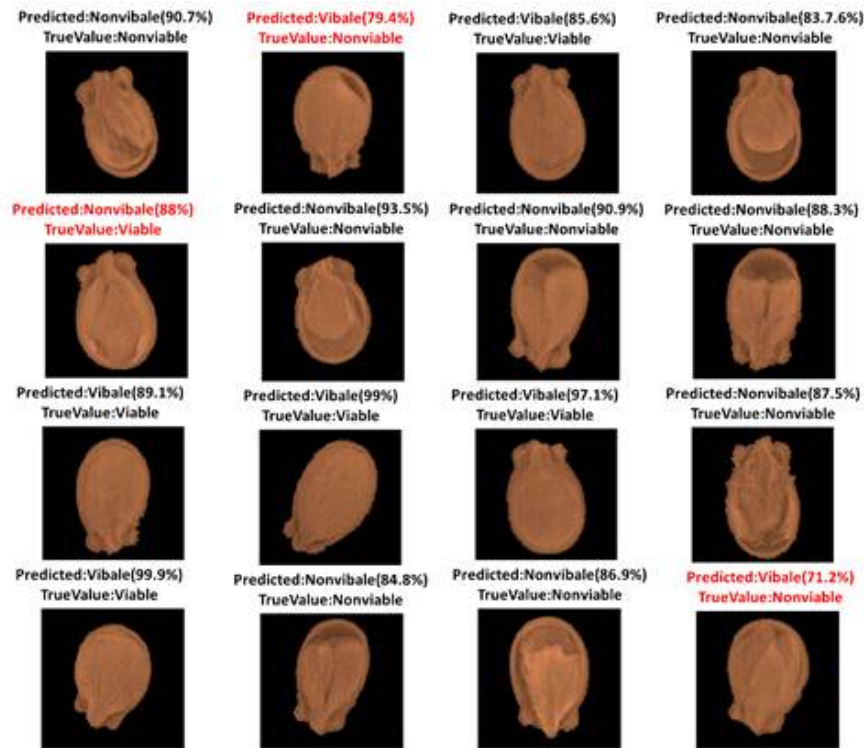 Predicted:Nonvibale(90.7%)
TrueValue:Nonviable
Predicted:Vibale(79.4%)
TrueValue:Nonviable
Predicted:Vibale(85.6%)
TrueValue:Viable
Predicted:Nonvibale(83.7.6%)
TrueValue:Nonviable
Predicted:Nonvibale(88%)
TrueValue:Viable
Predicted:Nonvibale(93.5%)
TrueValue:Nonviable
Predicted:Nonvibale(90.9%)
TrueValue:Nonviable
Predicted:Nonvibale(88.3%)
TrueValue:Nonviable
Predicted:Vibale(89.1%)
TrueValue:Viable
Predicted:Vibale(99%)
TrueValue:Viable
Predicted:Vibale(97.1%)
TrueValue:Viable
Predicted:Nonvibale(87.5%)
TrueValue:Nonviable
Predicted:Vibale(99.9%)
TrueValue:Viable
Predicted:Nonvibale(84.8%)
TrueValue:Nonviable
Predicted:Nonvibale(86.9%)
TrueValue:Nonviable
Predicted:Vibale(71.2%)
TrueValue:Nonviable